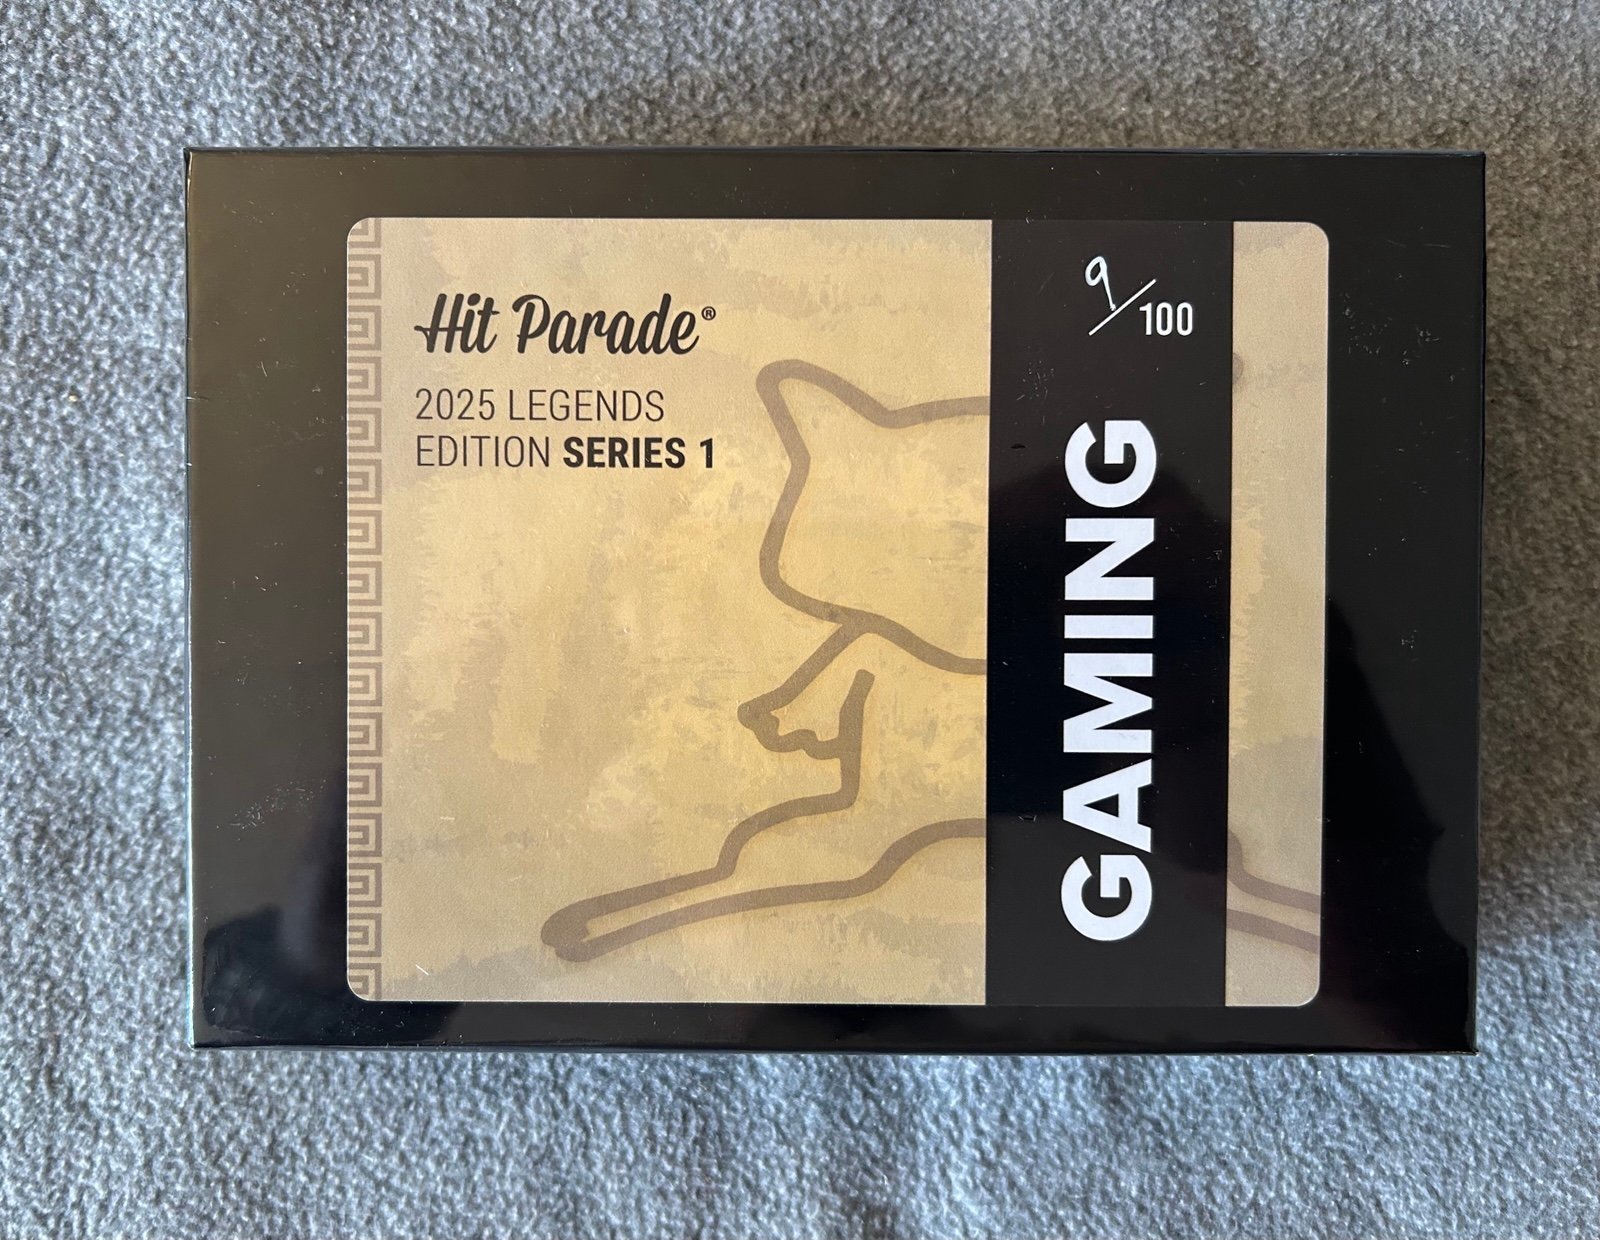 Hit Parade®
2025 LEGENDS
EDITION SERIES 1
9/100
GAMING